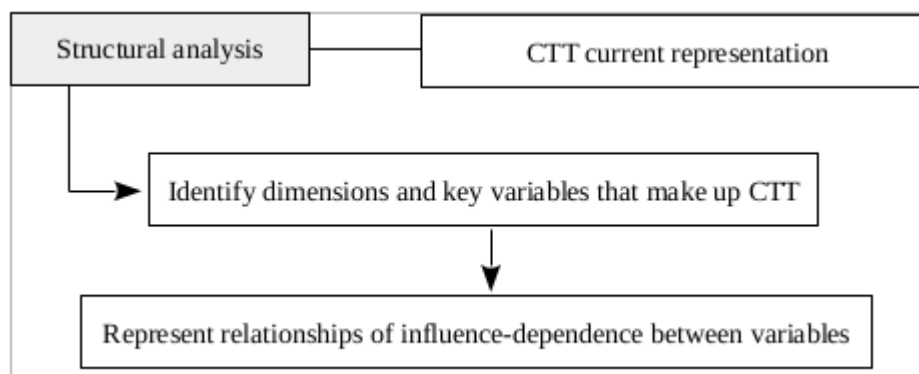 Structural analysis
CTT current representation
Identify dimensions and key variables that make up CTT
Represent relationships of influence-dependence between variables